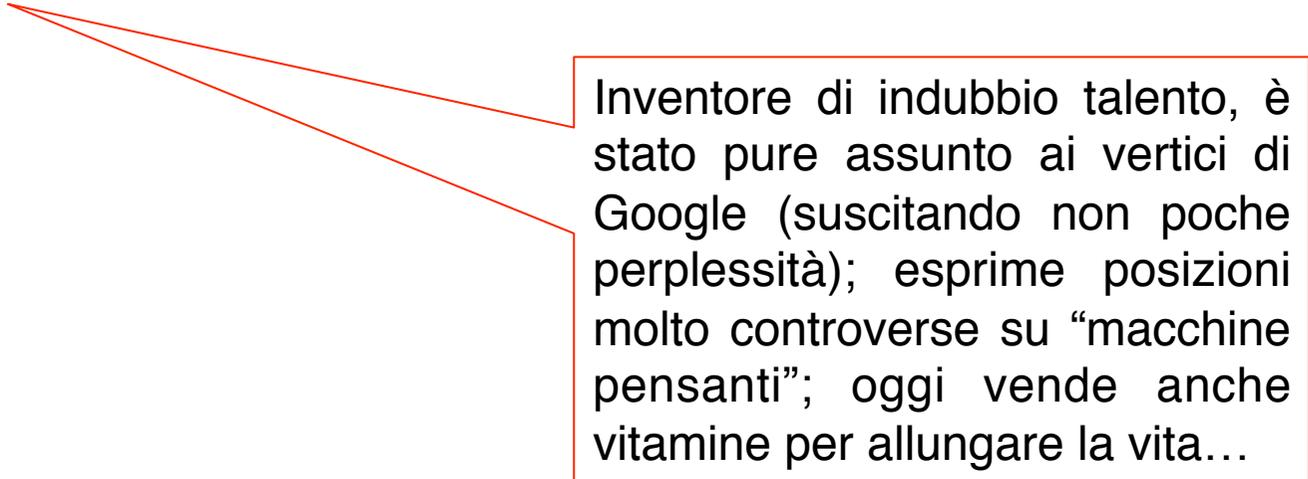 Inventore di indubbio talento, è
stato pure assunto ai vertici di
Google (suscitando non poche
perplessità); esprime posizioni
molto controverse su “macchine
pensanti”; oggi vende anche
vitamine per allungare la vita…